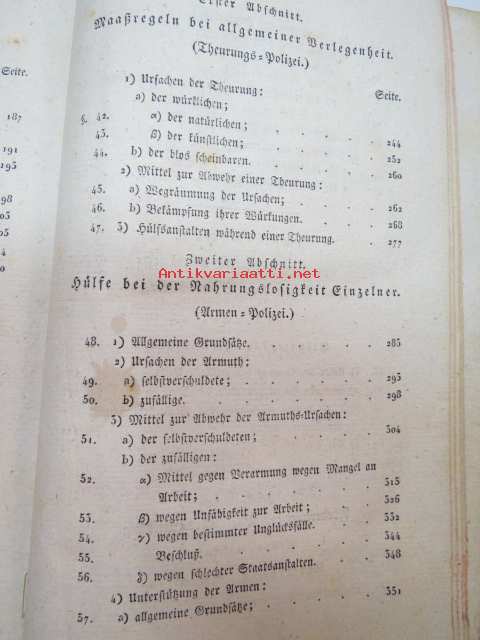 Erster Abschnitt.
Maaßregeln bei allgemeiner Verlegenheit.
(Theurungs-Polizei.)
Seite.
1) Ursachen der Theurung: Seite.
a) der würklichen;
187 §. 42. α) der natürlichen; 244
43. β) der künstlichen; 252
191 44. b) der blos scheinbaren. 260
195 2) Mittel zur Abwehr einer Theurung:
45. a) Wegräumung der Ursachen; 262
46. b) Bekämpfung ihrer Würkungen. 268
47. 3) Hülfsanstalten während einer Theurung. 277
Antikvariaatti.net
Zweiter Abschnitt.
Hülfe bei der Nahrungslosigkeit Einzelner.
(Armen-Polizei.)
48. 1) Allgemeine Grundsätze. 285
2) Ursachen der Armuth:
49. a) selbstverschuldete; 293
50. b) zufällige. 298
3) Mittel zur Abwehr der Armuths-Ursachen:
51. a) der selbstverschuldeten; 304
b) der zufälligen:
52. α) Mittel gegen Verarmung wegen Mangel an
Arbeit; 315
53. β) wegen Unfähigkeit zur Arbeit; 326
54. γ) wegen bestimmter Unglücksfälle. 332
55. Beschluß. 344
56. δ) wegen schlechter Staatsanstalten. 348
4) Unterstützung der Armen:
57. a) allgemeine Grundsätze; 351